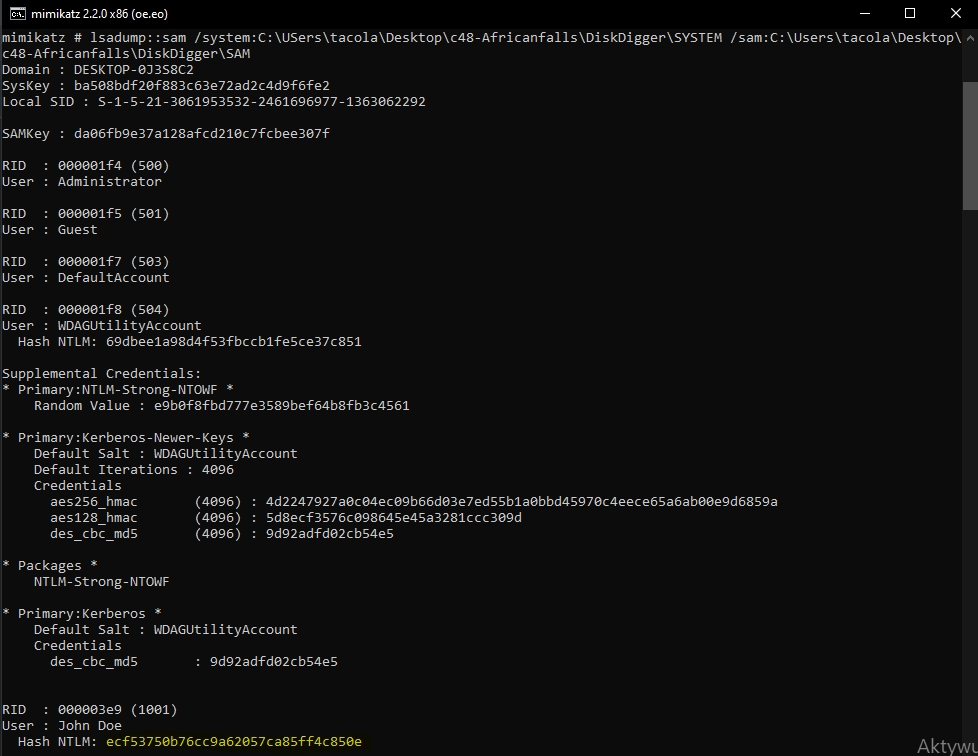 mimikatz 2.2.0 x86 (oe.eo)
mimikatz # lsadump::sam /system:C:\USers\tacola\Desktop\c48-Africanfalls\DiskDigger\SYSTEM /sam:C:\Users\tacola\Desktop\
c48-Africanfalls\DiskDigger\SAM
Domain : DESKTOP-0J3S8C2
SysKey : ba508bdf20f883c63e72ad2c4d9f6fe2
Local SID : S-1-5-21-3061953532-2461696977-1363062292
SAMKey : da06fb9e37a128afcd210c7fcbee307f
RID  : 000001f4 (500)
User : Administrator
RID  : 000001f5 (501)
User : Guest
RID  : 000001f7 (503)
User : DefaultAccount
RID  : 000001f8 (504)
User : WDAGUtilityAccount
  Hash NTLM: 69dbee1a98d4f53fbccb1fe5ce37c851
Supplemental Credentials:
* Primary:NTLM-Strong-NTOWF *
    Random Value : e9b0f8fbd777e3589bef64b8fb3c4561
* Primary:Kerberos-Newer-Keys *
    Default Salt : WDAGUtilityAccount
    Default Iterations : 4096
    Credentials
      aes256_hmac       (4096) : 4d2247927a0c04ec09b66d03e7ed55b1a0bbd45970c4eece65a6ab00e9d6859a
      aes128_hmac       (4096) : 5d8ecf3576c098645e45a3281ccc309d
      des_cbc_md5       (4096) : 9d92adfd02cb54e5
* Packages *
    NTLM-Strong-NTOWF
* Primary:Kerberos *
    Default Salt : WDAGUtilityAccount
    Credentials
      des_cbc_md5       : 9d92adfd02cb54e5
RID  : 000003e9 (1001)
User : John Doe
  Hash NTLM: ecf53750b76cc9a62057ca85ff4c850e
Aktywu